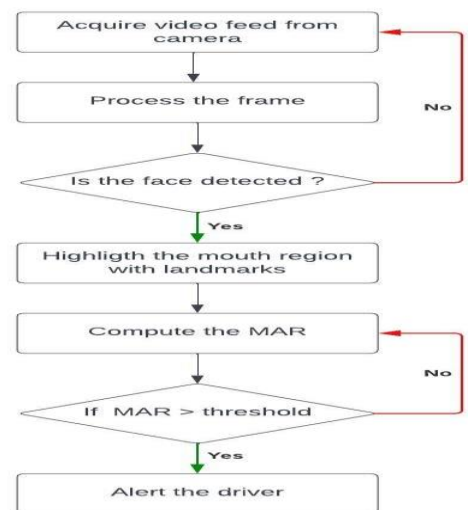 Acquire video feed from
camera
Process the frame
No
Is the face detected ?
Yes
Highligth the mouth region
with landmarks
Compute the MAR
No
If MAR > threshold
Yes
Alert the driver